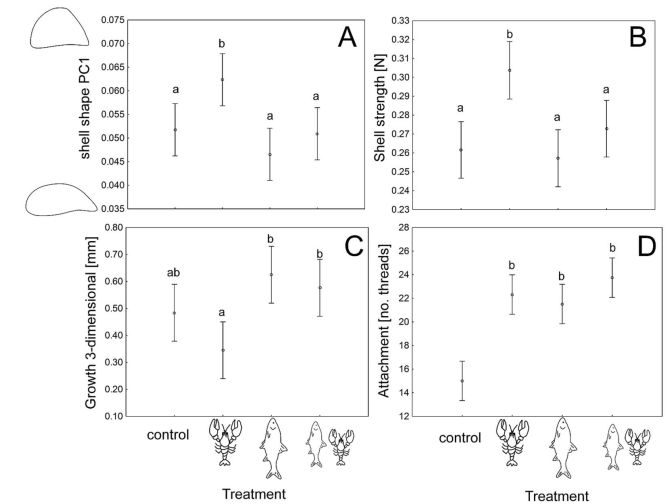 A
shell shape PC1
0.075
0.070
0.065
0.060
0.055
0.050
0.045
0.040
0.035
a
b
a
a
B
Shell strength [N]
0.33
0.32
0.31
0.30
0.29
0.28
0.27
0.26
0.25
0.24
0.23
a
b
a
a
C
Growth 3-dimensional [mm]
0.80
0.70
0.60
0.50
0.40
0.30
0.20
0.10
ab
a
b
b
control
Treatment
D
Attachment [no. threads]
28
26
24
22
20
18
16
14
12
b
b
b
control
Treatment